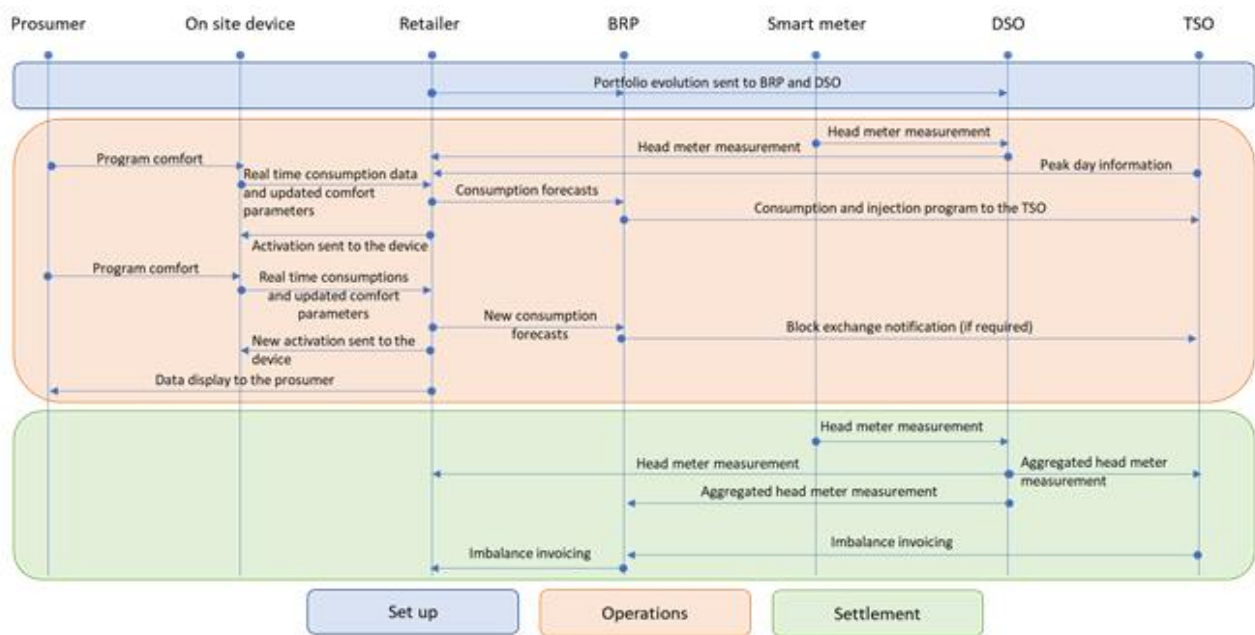 Prosumer
On site device
Retailer
BRP
Smart meter
DSO
TSO
Portfolio evolution sent to BRP and DSO
Head meter measurement
Head meter measurement
Program comfort
Peak day information
Real time consumption data
and updated comfort
parameters
Consumption forecasts
Consumption and injection program to the TSO
Activation sent to the device
Program comfort
Real time consumptions
and updated comfort
parameters
New consumption
forecasts
Block exchange notification (if required)
New activation sent to the
device
Data display to the prosumer
Head meter measurement
Head meter measurement
Aggregated head meter
measurement
Aggregated head meter measurement
Imbalance invoicing
Imbalance invoicing
Set up
Operations
Settlement